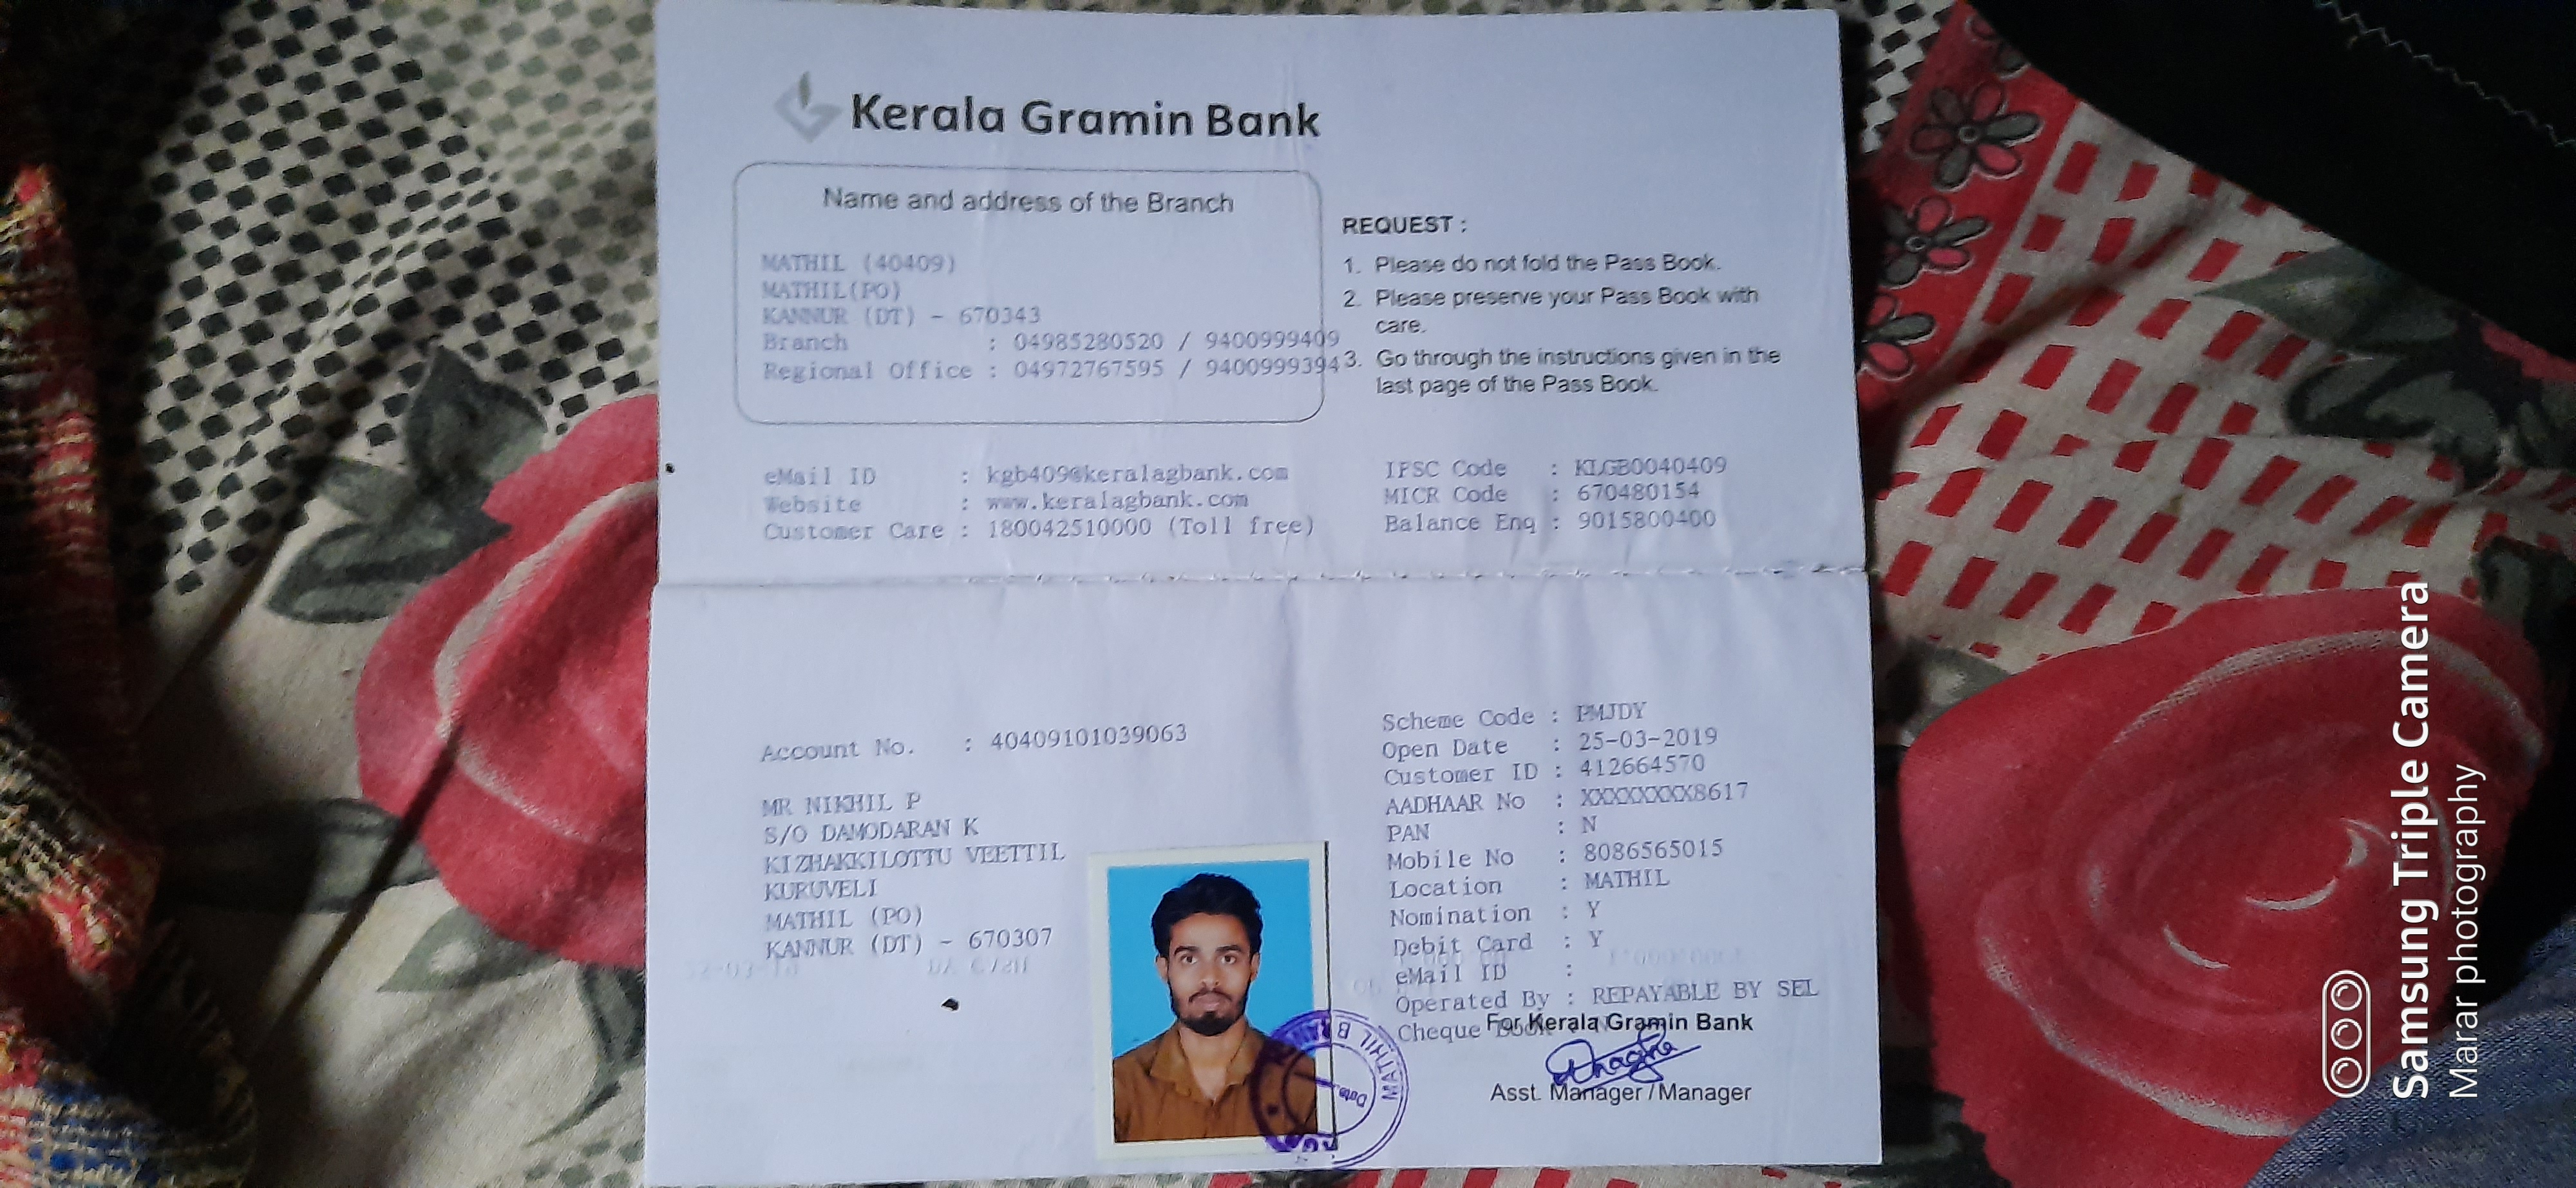 Kerala Gramin Bank
Name and address of the Branch
MATHIL (40409)
MATHIL(PO)
KANNUR (DT) - 670343
Branch : 04985280520 / 9400999409
Regional Office : 04972767595 / 9400999394
REQUEST :
1. Please do not fold the Pass Book.
2. Please preserve your Pass Book with
care.
3. Go through the instructions given in the
last page of the Pass Book.
eMail ID : kgb409@keralagbank.com
Website : www.keralagbank.com
Customer Care : 180042510000 (Toll free)
IFSC Code : KLGB0040409
MICR Code : 670480154
Balance Enq : 9015800400
Account No. : 40409101039063
MR NIKHIL P
S/O DAMODARAN K
KIZHAKKILOTTU VEETTIL
KURUVELI
MATHIL (PO)
KANNUR (DT) - 670307
Scheme Code : PMJDY
Open Date : 25-03-2019
Customer ID : 412664570
AADHAAR No : XXXXXXXX8617
PAN : N
Mobile No : 8086565015
Location : MATHIL
Nomination : Y
Debit Card : Y
eMail ID :
Operated By : REPAYABLE BY SEL
Cheque
For Kerala Gramin Bank
Asst. Manager / Manager
MATHIL
Samsung Triple Camera
Marar photography